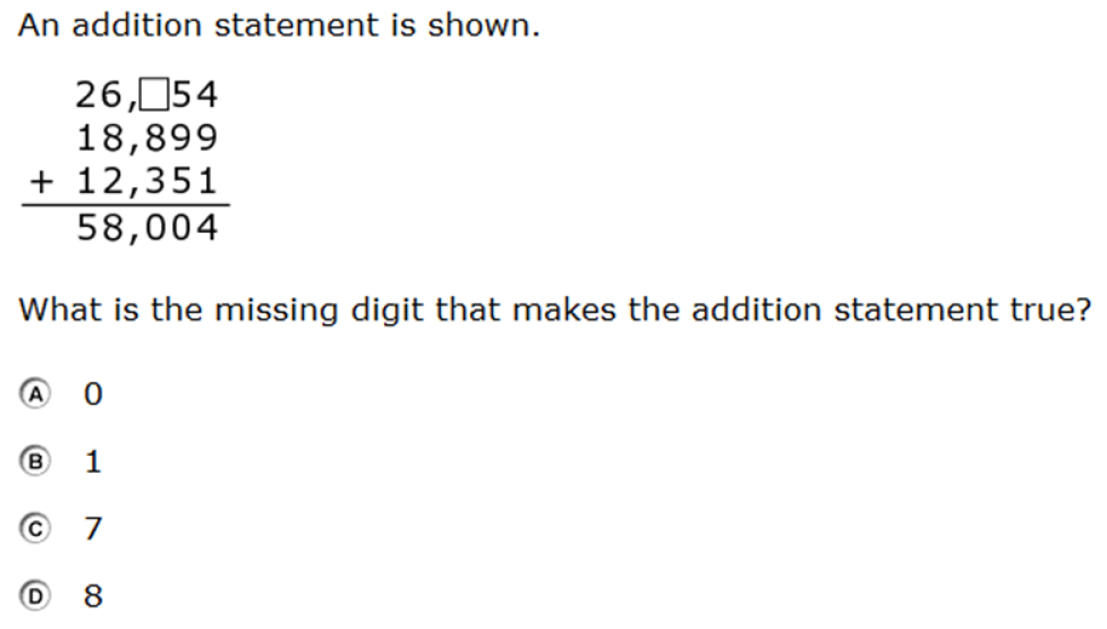 An addition statement is shown.
26,□54
18,899
+ 12,351
58,004
What is the missing digit that makes the addition statement true?
A 0
B 1
C 7
D 8